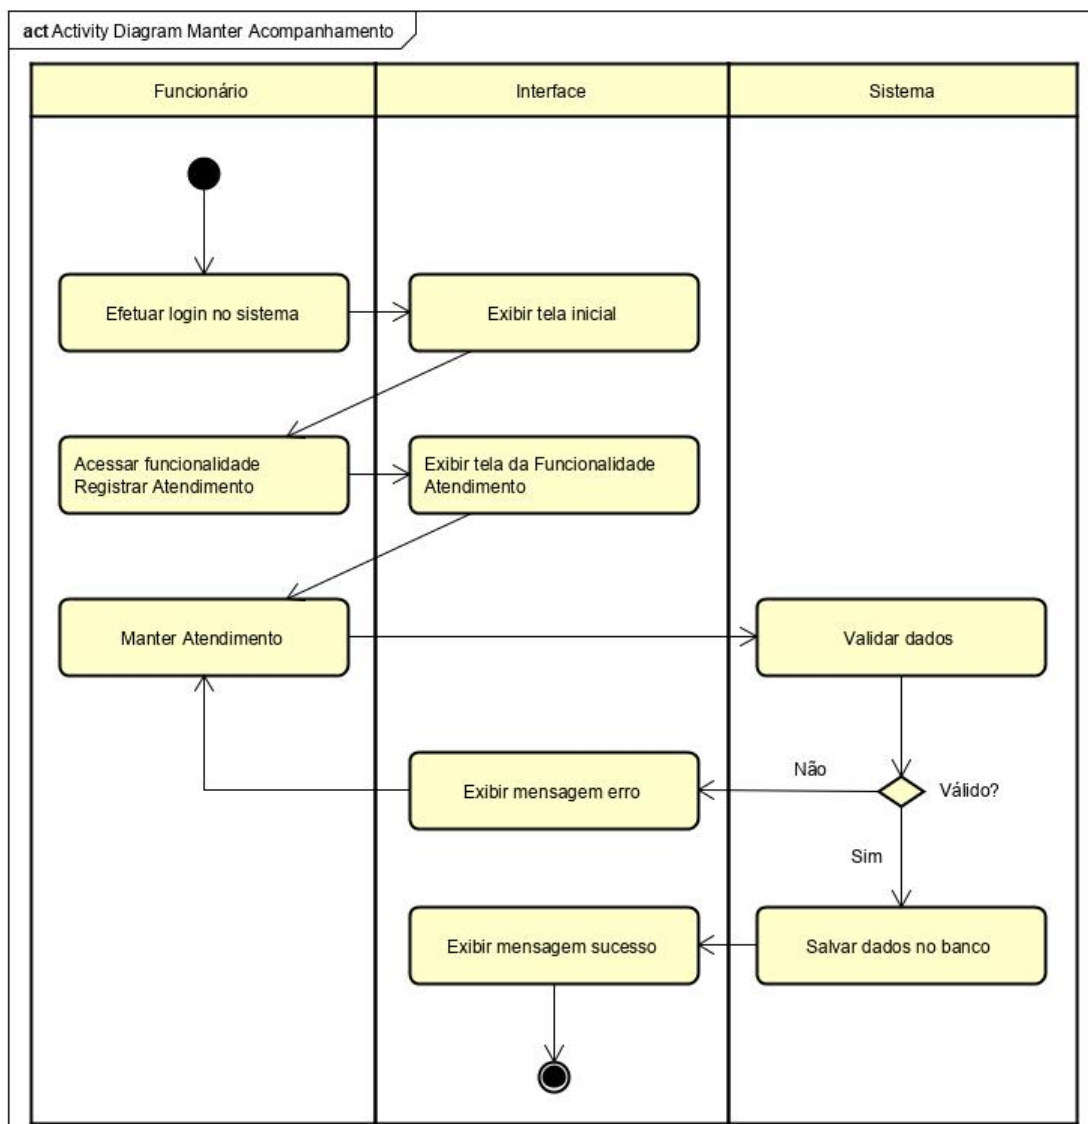 act Activity Diagram Manter Acompanhamento
Funcionário
Interface
Sistema
Efetuar login no sistema
Exibir tela inicial
Acessar funcionalidade
Registrar Atendimento
Exibir tela da Funcionalidade
Atendimento
Manter Atendimento
Validar dados
Exibir mensagem erro
Não
Válido?
Sim
Exibir mensagem sucesso
Salvar dados no banco